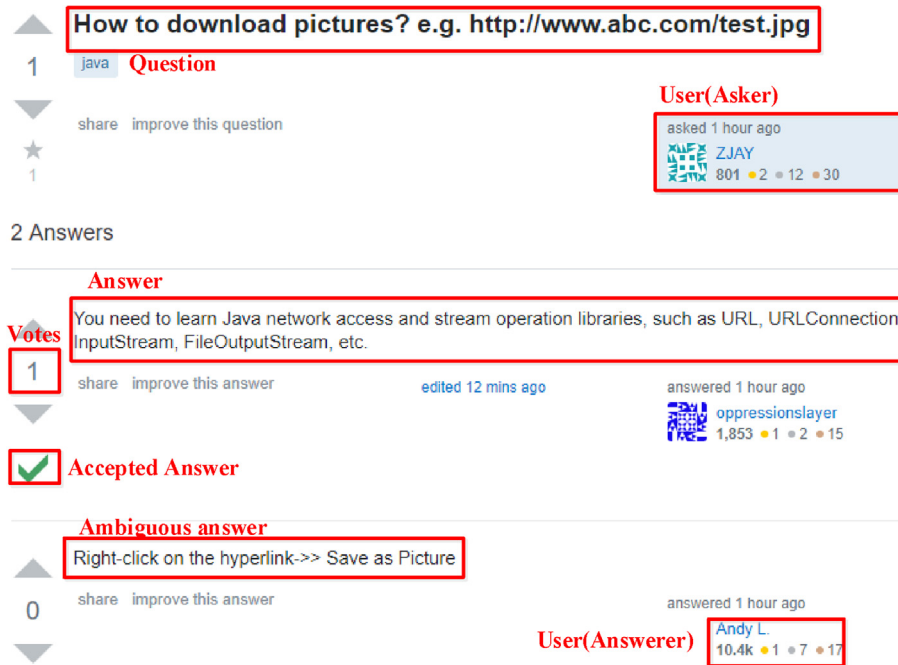 How to download pictures? e.g. http://www.abc.com/test.jpg
1
java Question
User(Asker)
share improve this question
asked 1 hour ago
ZJAY
801 2 12 30
1
2 Answers
Answer
You need to learn Java network access and stream operation libraries, such as URL, URLConnection
InputStream, FileOutputStream, etc.
Votes
1
share improve this answer edited 12 mins ago answered 1 hour ago
oppressionslayer
1,853 1 2 15
Accepted Answer
Ambiguous answer
Right-click on the hyperlink->> Save as Picture
share improve this answer answered 1 hour ago
0
User(Answerer)
Andy L.
10.4k 1 7 17